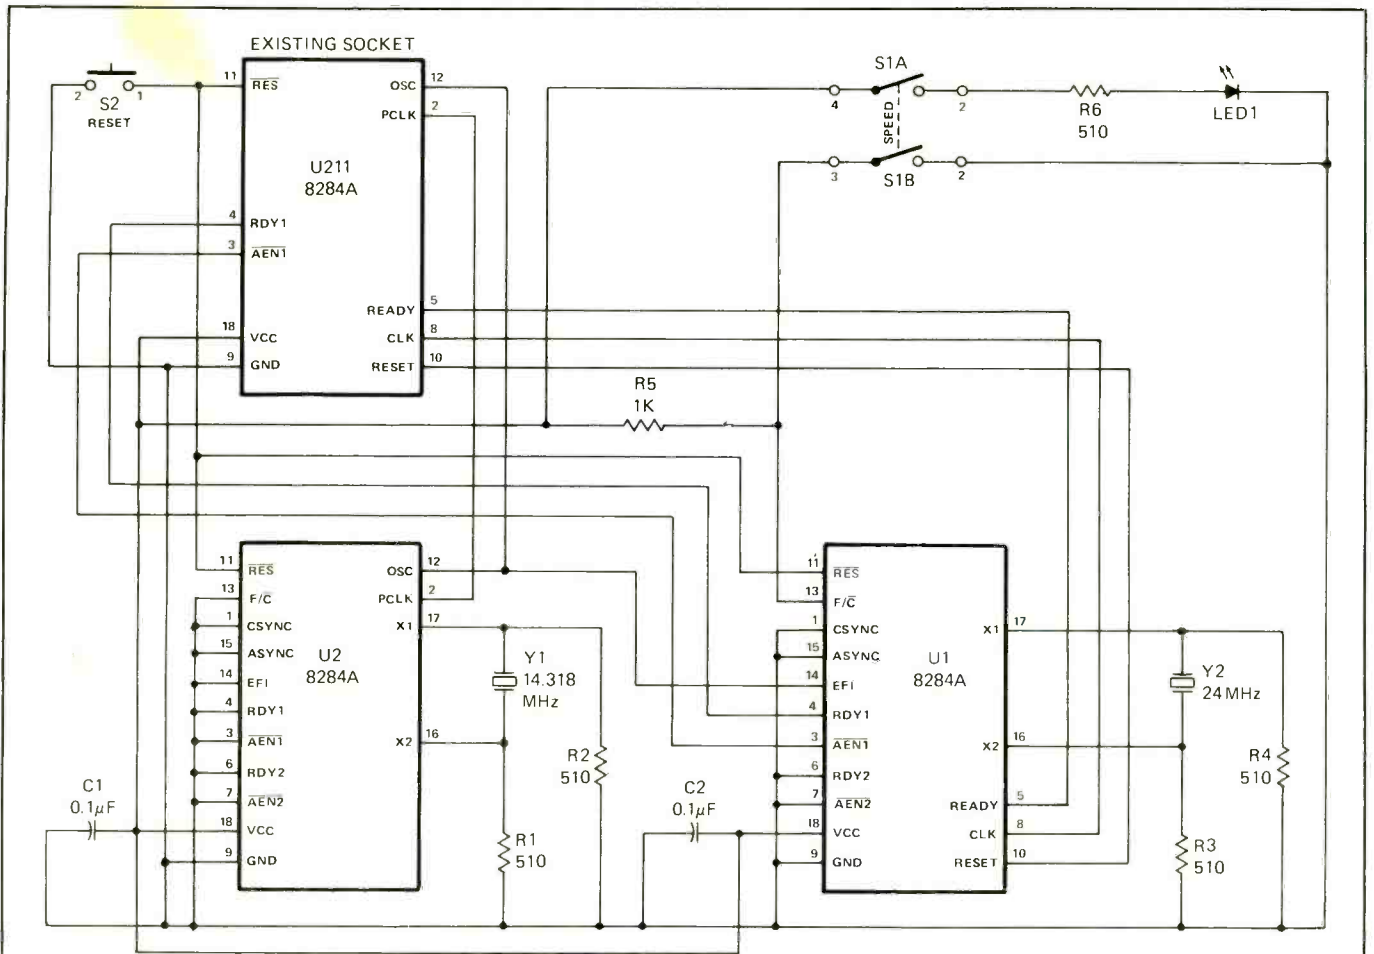 EXISTING SOCKET
S1A
4
2
R6
510
LED1
SPEED
3
S1B
2
2
S2
1
RESET
11
RES
OSC
12
PCLK
2
U211
8284A
4
RDY1
3
AEN1
READY
5
18
VCC
CLK
8
9
GND
RESET
10
R5
1K
11
RES
OSC
12
13
F/C
PCLK
2
1
CSYNC
X1
17
15
ASYNC
U2
8284A
14
EFI
4
RDY1
3
AEN1
X2
16
6
RDY2
7
AEN2
18
VCC
9
GND
Y1
14.318
MHz
R2
510
R1
510
C1
0.1µF
C2
0.1µF
11
RES
13
F/C
1
CSYNC
X1
17
15
ASYNC
U1
8284A
14
EFI
4
RDY1
3
AEN1
X2
16
6
RDY2
7
AEN2
READY
5
18
VCC
CLK
8
9
GND
RESET
10
Y2
24MHz
R4
510
R3
510